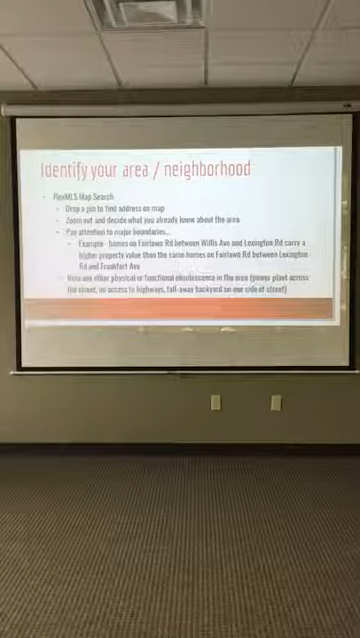 Identify your area / neighborhood
FlexMLS Map Search
Drop a pin to find address on map
Zoom out and decide what you already know about the area
Pay attention to major boundaries...
Example - homes on Fairlawn Rd between Willis Ave and Lexington Rd carry a
higher property value than the same homes on Fairlawn Rd between Lexington
Rd and Frankfort Ave
any other physical or functional obsolescence in the area (power plant across
the street, no access to highways, fall-away backyard on one side of street)